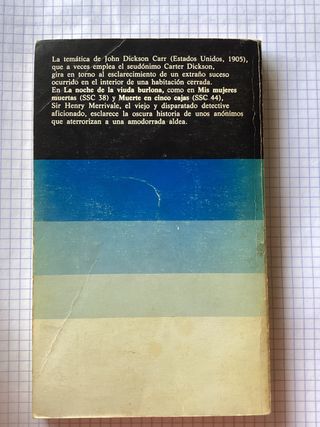 La temática de John Dickson Carr (Estados Unidos, 1905),
que a veces emplea el seudónimo Carter Dickson,
gira en torno al esclarecimiento de un extraño suceso
ocurrido en el interior de una habitación cerrada.
En La noche de la viuda burlona, como en Mis mujeres
muertas (SSC 38) y Muerte en cinco cajas (SSC 44),
Sir Henry Merrivale, el viejo y disparatado detective
aficionado, esclarece la oscura historia de unos anónimos
que aterrorizan a una amodorrada aldea.